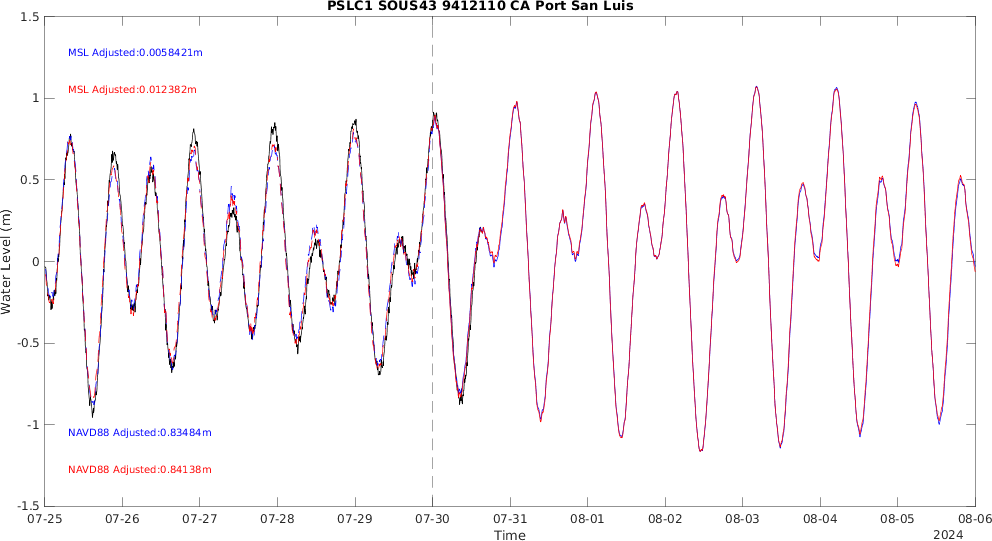 PSLC1 SOUS43 9412110 CA Port San Luis
1.5
MSL Adjusted:0.0058421m
MSL Adjusted:0.012382m
1
0.5
0
-0.5
-1
-1.5
Water Level (m)
NAVD88 Adjusted:0.83484m
NAVD88 Adjusted:0.84138m
07-25 07-26 07-27 07-28 07-29 07-30 07-31 08-01 08-02 08-03 08-04 08-05 08-06
Time
2024